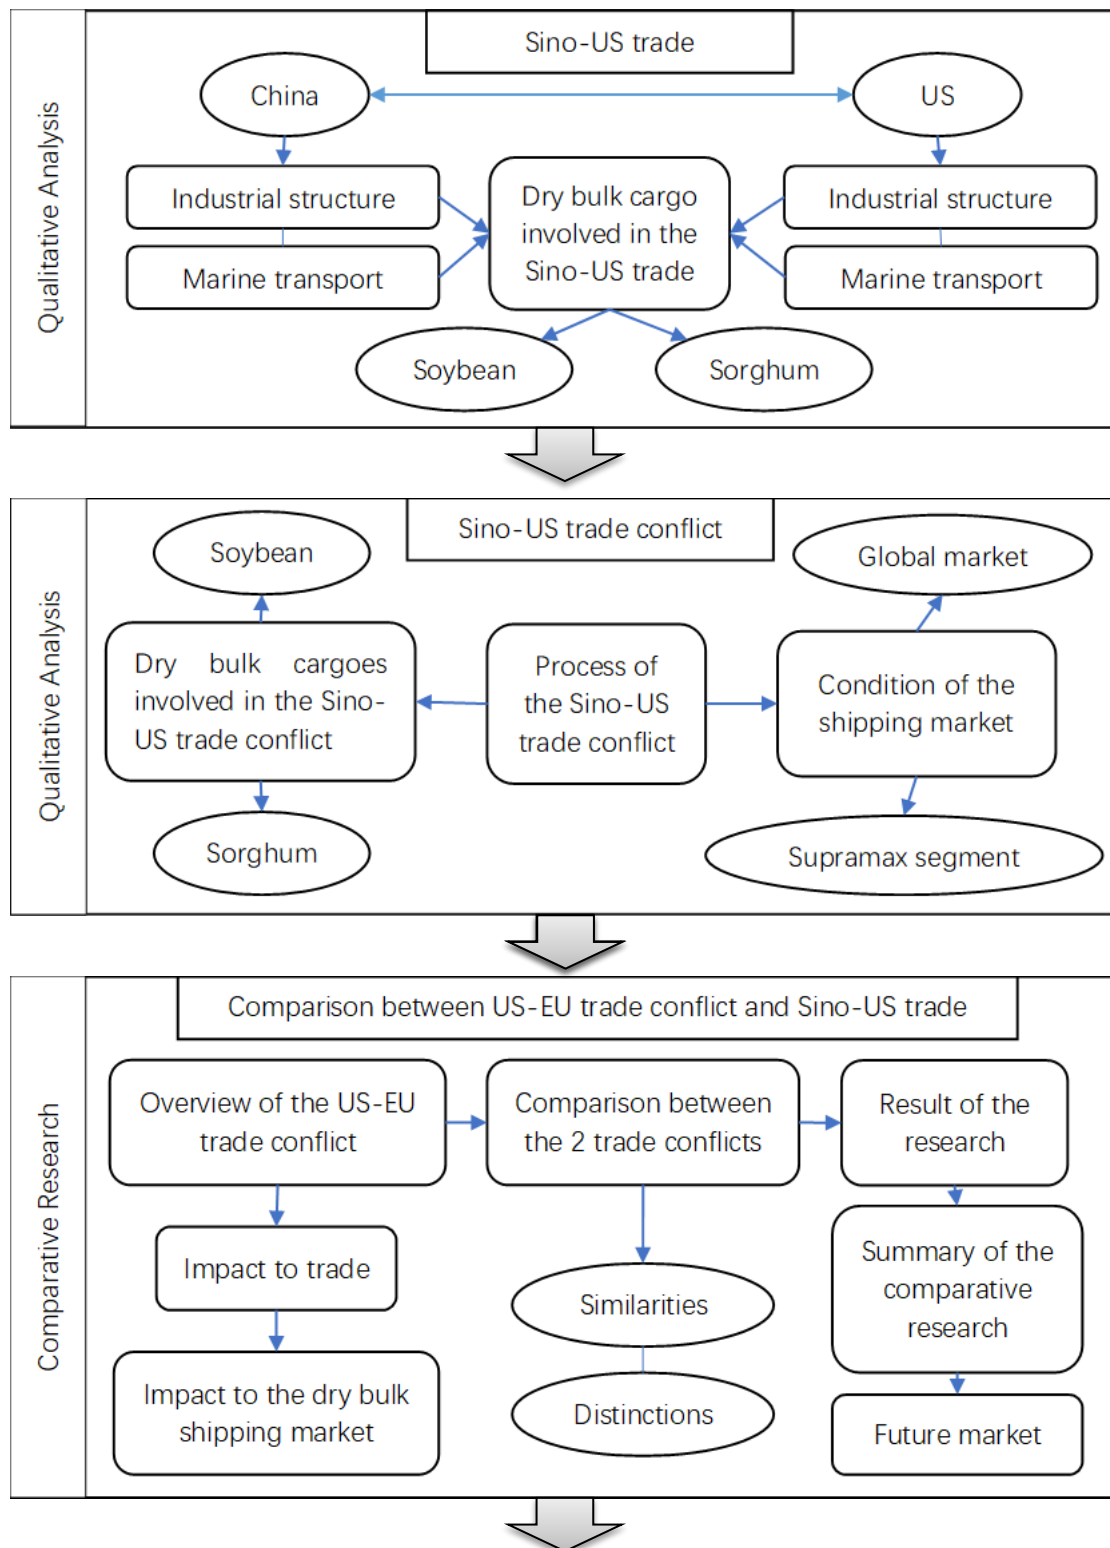 Qualitative Analysis
Sino-US trade
China
US
Industrial structure
Marine transport
Dry bulk cargo
involved in the
Sino-US trade
Industrial structure
Marine transport
Soybean
Sorghum
Qualitative Analysis
Sino-US trade conflict
Soybean
Global market
Dry bulk cargoes
involved in the Sino-
US trade conflict
Process of
the Sino-US
trade conflict
Condition of the
shipping market
Sorghum
Supramax segment
Comparative Research
Comparison between US-EU trade conflict and Sino-US trade
Overview of the US-EU
trade conflict
Comparison between
the 2 trade conflicts
Result of the
research
Impact to trade
Similarities
Summary of the
comparative
research
Impact to the dry bulk
shipping market
Distinctions
Future market